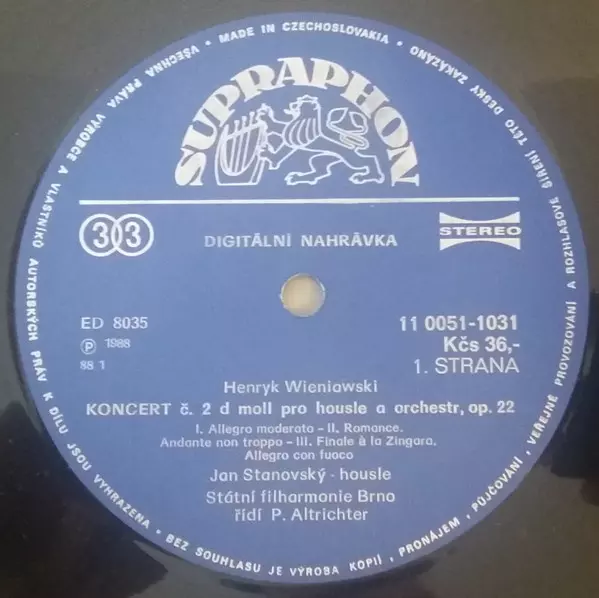 VŠECHNA PRÁVA VÝROBCE A VLASTNÍKŮ AUTORSKÝCH PRÁV K DÍLU JSOU VYHRAZENA • BEZ SOUHLASU JE VÝROBA KOPIÍ, PRONÁJEM, PŮJČOVÁNÍ, VEŘEJNÉ PROVOZOVÁNÍ A ROZHLASOVÉ ŠÍŘENÍ TÉTO DESKY ZAKÁZÁNO • MADE IN CZECHOSLOVAKIA •
SUPRAPHON
33
DIGITÁLNÍ NAHRÁVKA
STEREO
ED 8035
Ⓟ 1988
88 1
11 0051-1031
Kčs 36,-
1. STRANA
Henryk Wieniawski
KONCERT č. 2 d moll pro housle a orchestr, op. 22
I. Allegro moderato – II. Romance.
Andante non troppo – III. Finale à la Zingara,
Allegro con fuoco
Jan Stanovský - housle
Státní filharmonie Brno
řídí P. Altrichter